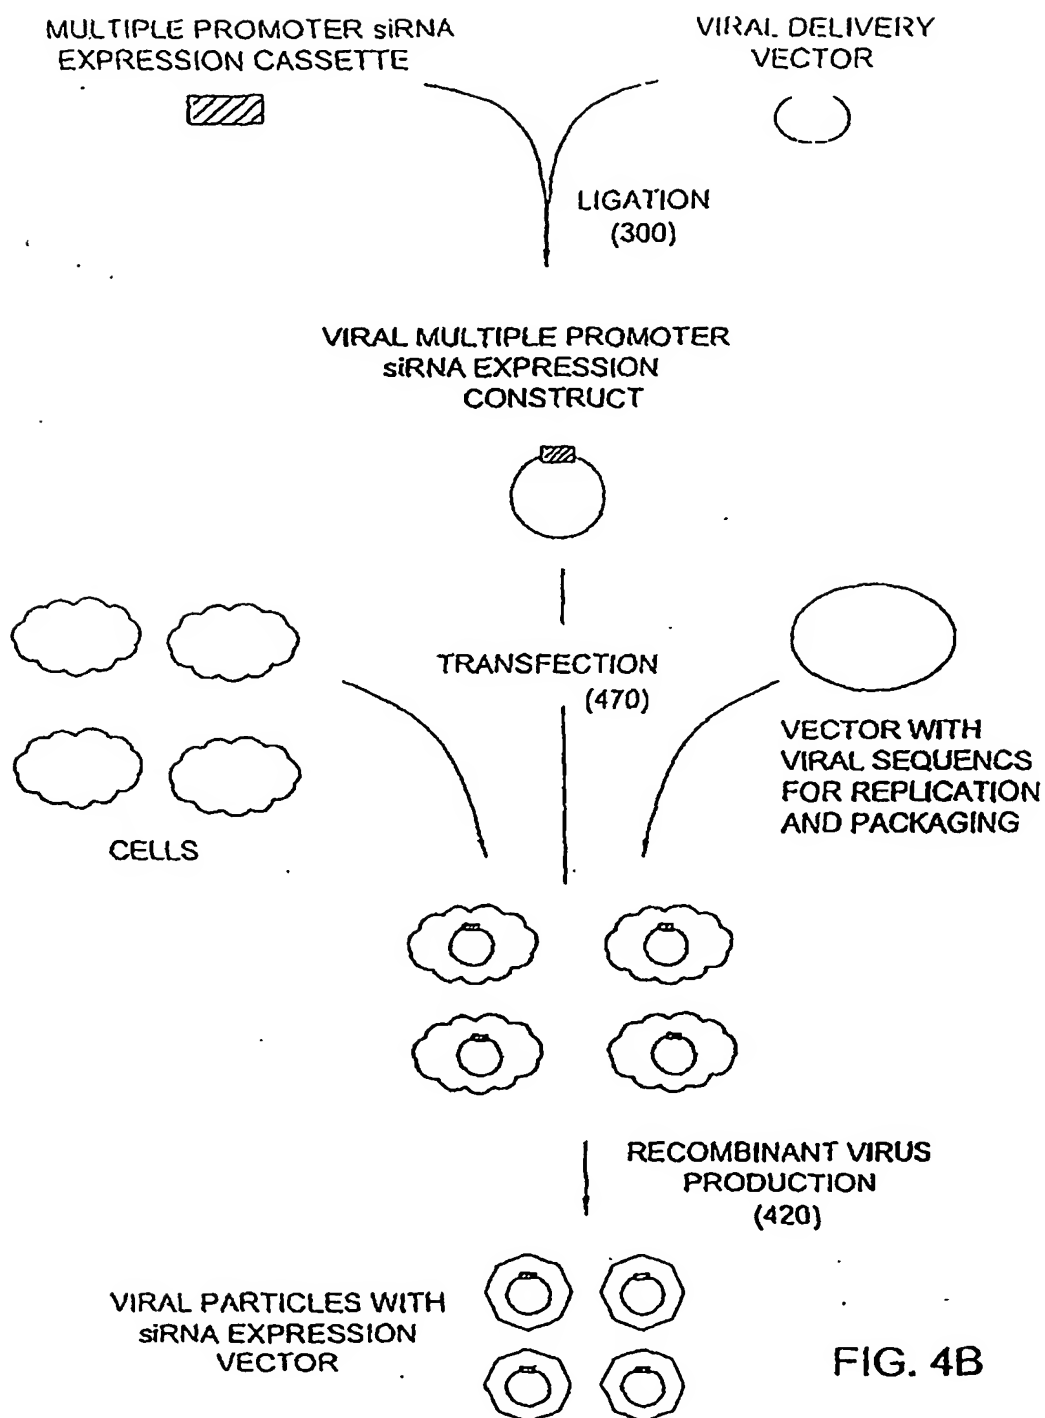 MULTIPLE PROMOTER siRNA
EXPRESSION CASSETTE
VIRAL DELIVERY
VECTOR
LIGATION
(300)
VIRAL MULTIPLE PROMOTER
siRNA EXPRESSION
CONSTRUCT
TRANSFECTION
(470)
CELLS
VECTOR WITH
VIRAL SEQUENCS
FOR REPLICATION
AND PACKAGING
RECOMBINANT VIRUS
PRODUCTION
(420)
VIRAL PARTICLES WITH
siRNA EXPRESSION
VECTOR
FIG. 4B